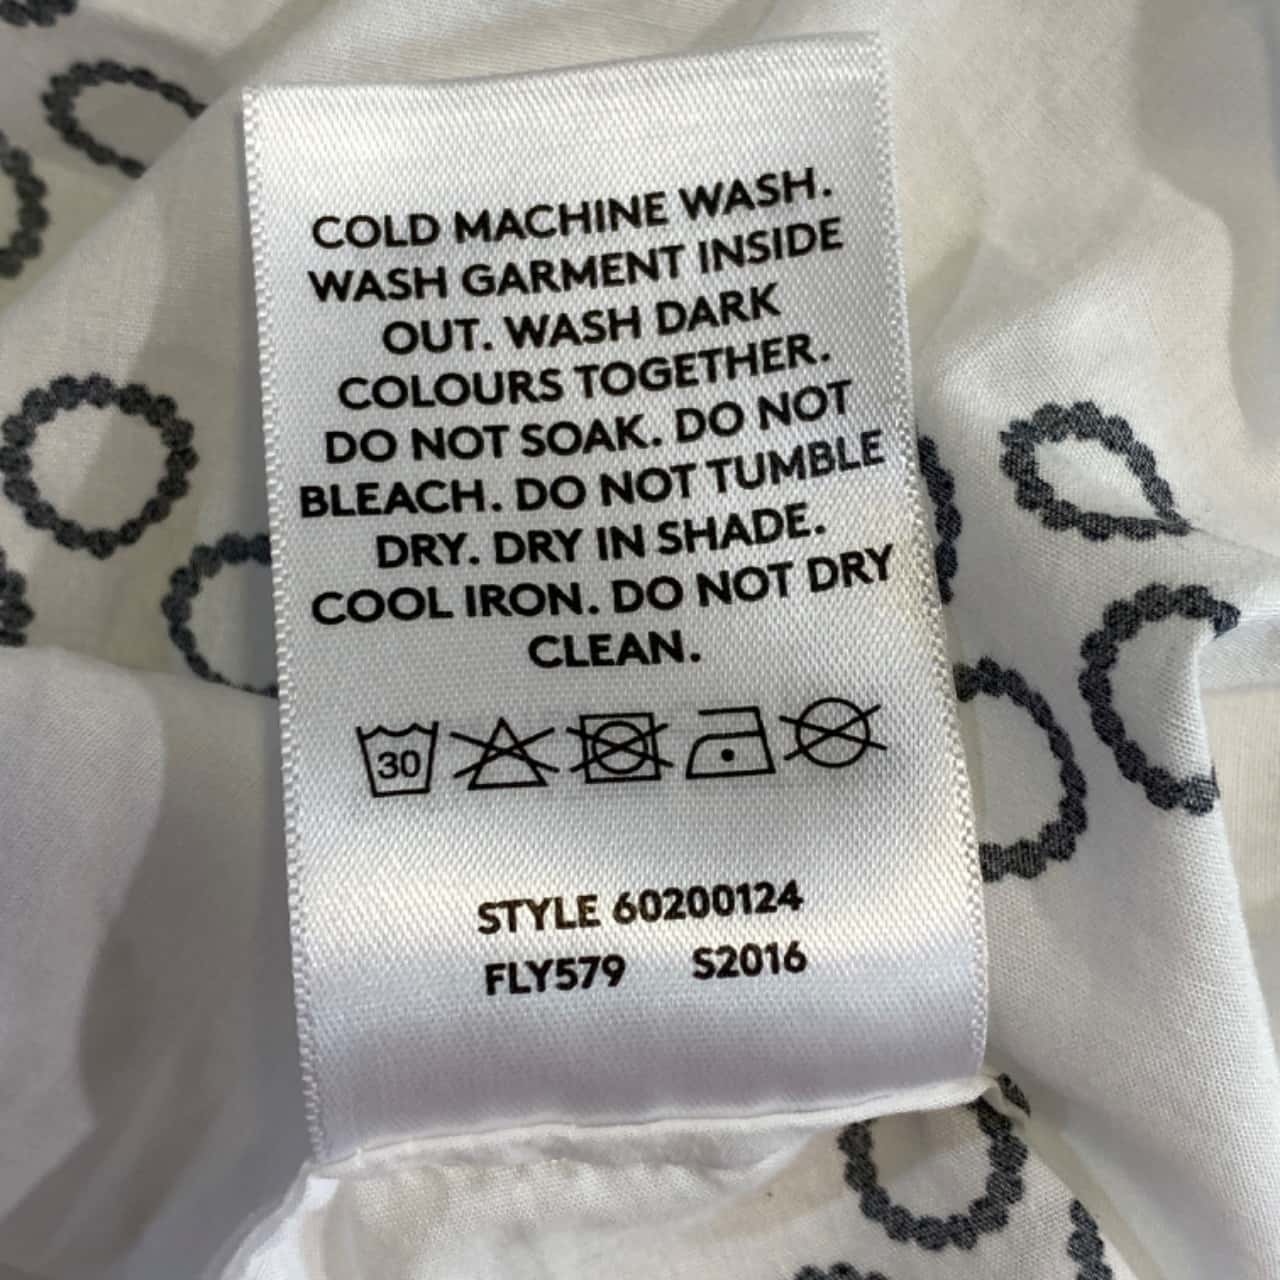 COLD MACHINE WASH.
WASH GARMENT INSIDE
OUT. WASH DARK
COLOURS TOGETHER.
DO NOT SOAK. DO NOT
BLEACH. DO NOT TUMBLE
DRY. DRY IN SHADE.
COOL IRON. DO NOT DRY
CLEAN.
30
STYLE 60200124
FLY579 S2016